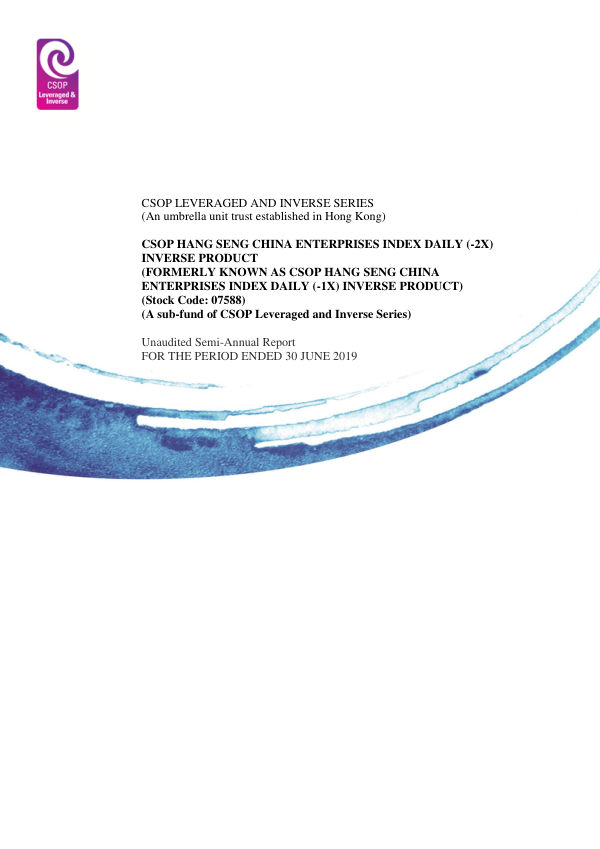 CSOP
Leveraged &
Inverse
CSOP LEVERAGED AND INVERSE SERIES
(An umbrella unit trust established in Hong Kong)
CSOP HANG SENG CHINA ENTERPRISES INDEX DAILY (-2X)
INVERSE PRODUCT
(FORMERLY KNOWN AS CSOP HANG SENG CHINA
ENTERPRISES INDEX DAILY (-1X) INVERSE PRODUCT)
(Stock Code: 07588)
(A sub-fund of CSOP Leveraged and Inverse Series)
Unaudited Semi-Annual Report
FOR THE PERIOD ENDED 30 JUNE 2019